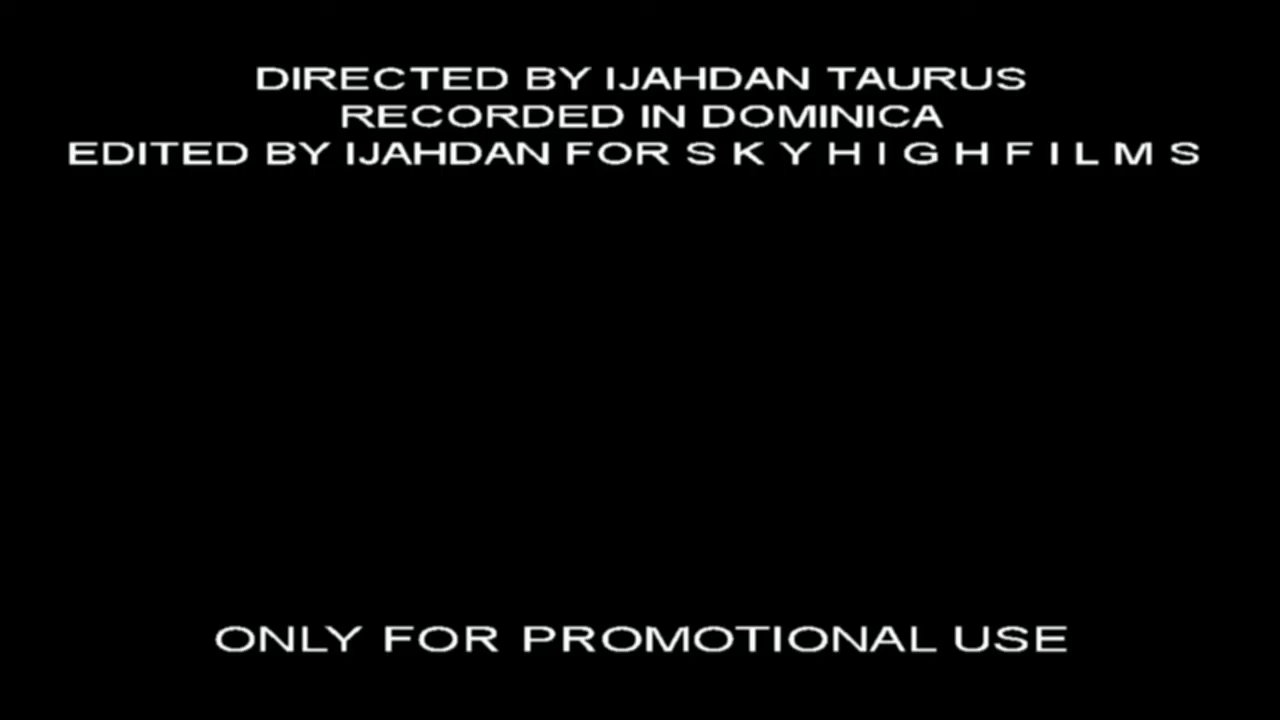 DIRECTED BY IJAHDAN TAURUS
RECORDED IN DOMINICA
EDITED BY IJAHDAN FOR S K Y H I G H F I L M S
ONLY FOR PROMOTIONAL USE